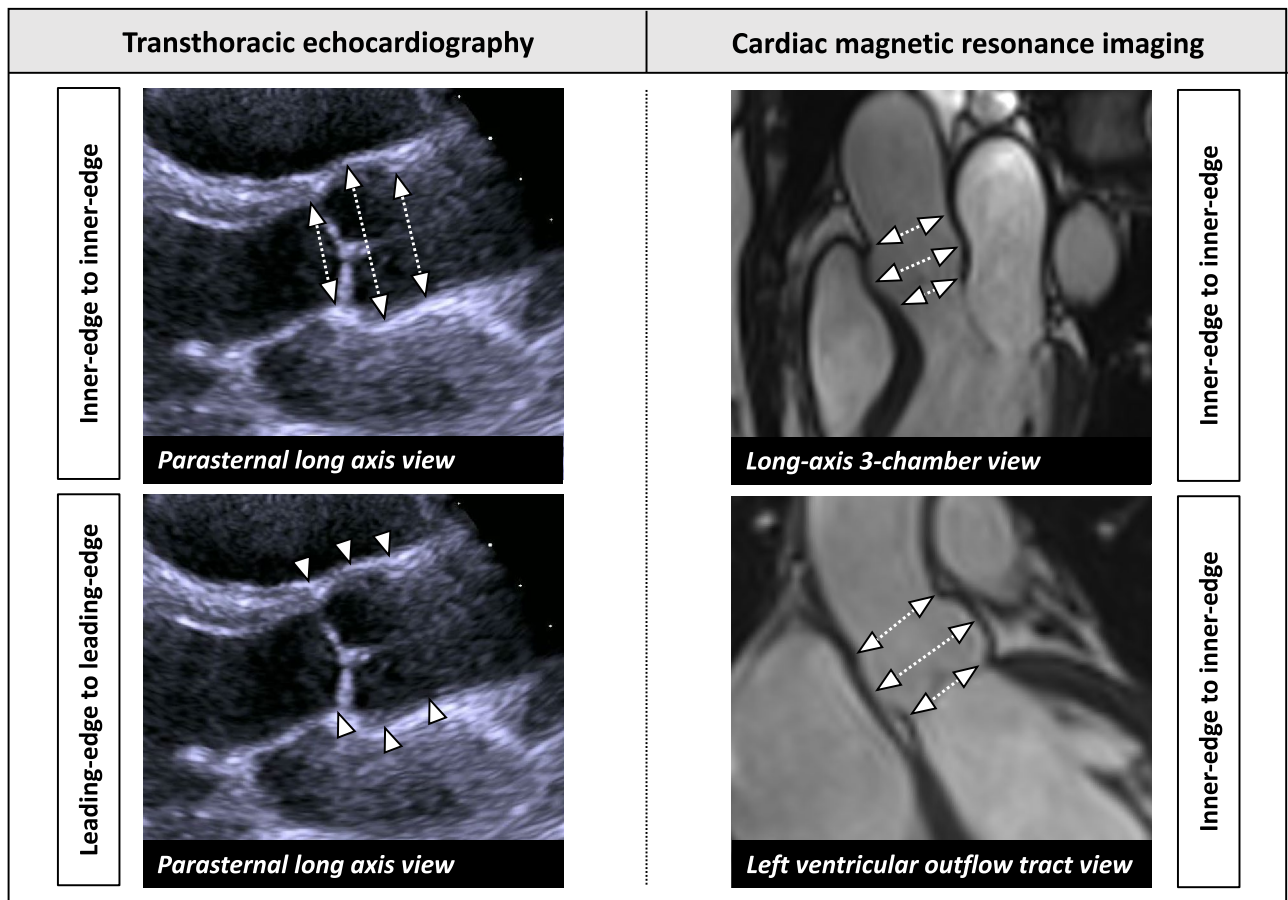 Transthoracic echocardiography
Cardiac magnetic resonance imaging
Inner-edge to inner-edge
Parasternal long axis view
Long-axis 3-chamber view
Inner-edge to inner-edge
Leading-edge to leading-edge
Parasternal long axis view
Left ventricular outflow tract view
Inner-edge to inner-edge